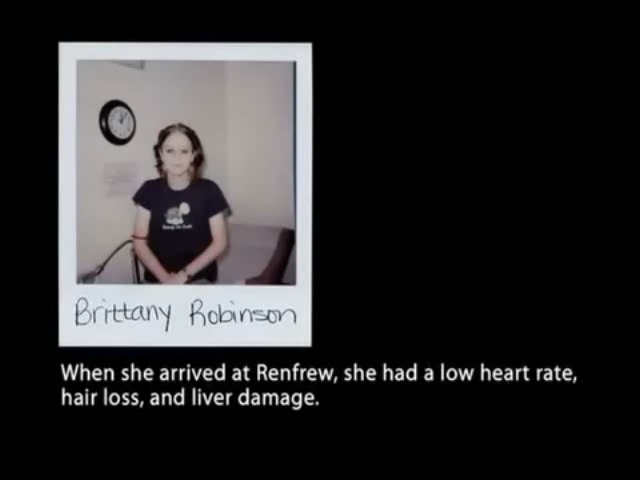 Brittany Robinson
When she arrived at Renfrew, she had a low heart rate,
hair loss, and liver damage.